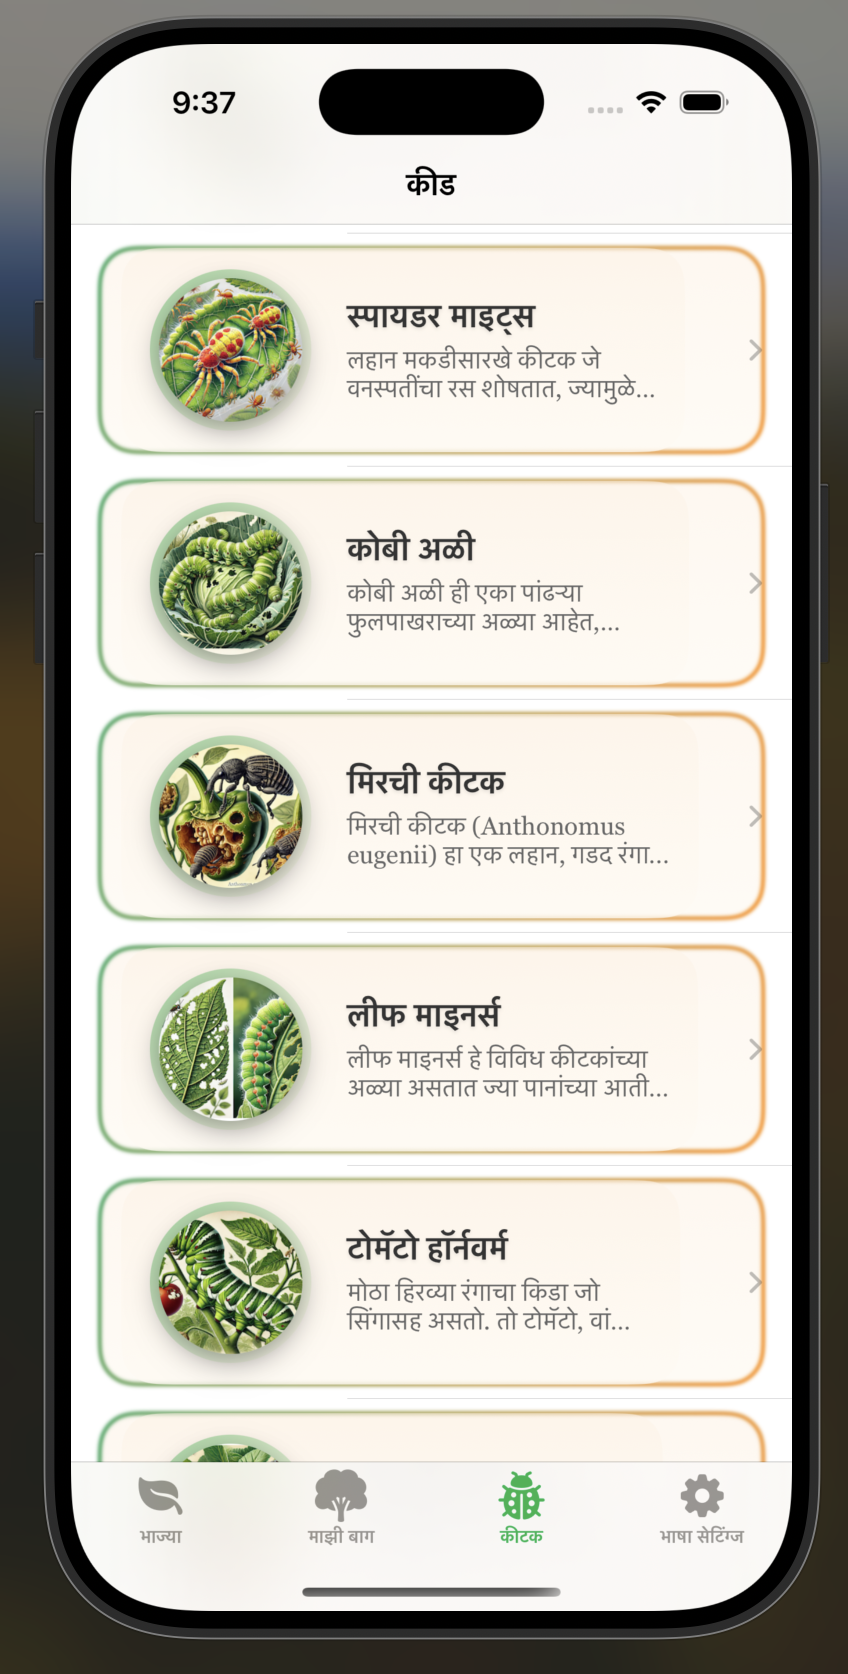 9:37
कीड
स्पायडर माइट्स
लहान मकडीसारखे कीटक जे
वनस्पतींचा रस शोषतात, ज्यामुळे...
कोबी अळी
कोबी अळी ही एका पांढऱ्या
फुलपाखराच्या अळ्या आहेत,...
मिरची कीटक
मिरची कीटक (Anthonomus
eugenii) हा एक लहान, गडद रंगा...
लीफ माइनर्स
लीफ माइनर्स हे विविध कीटकांच्या
अळ्या असतात ज्या पानांच्या आती...
टोमॅटो हॉर्नवर्म
मोठा हिरव्या रंगाचा किडा जो
सिंगासह असतो. तो टोमॅटो, वां...
भाज्या
माझी बाग
कीटक
भाषा सेटिंग्ज